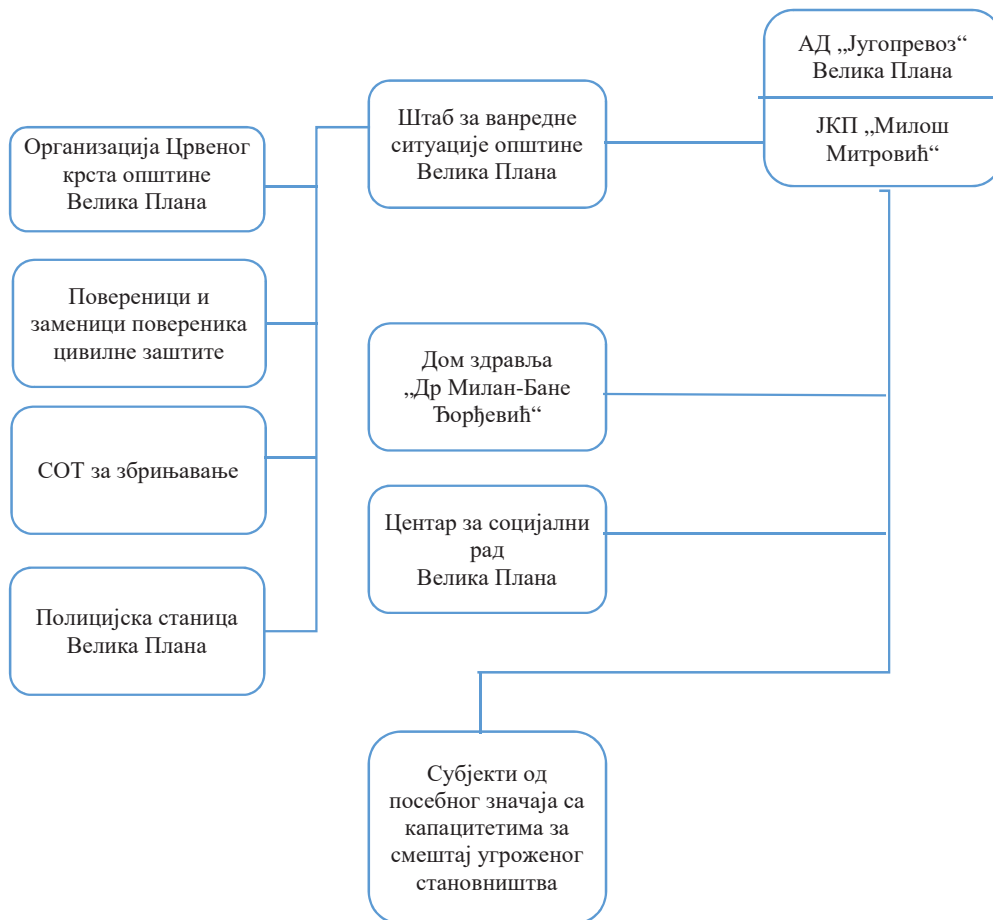 АД „Југопревоз“
Велика Плана
ЈКП „Милош
Митровић“
Штаб за ванредне
ситуације општине
Велика Плана
Организација Црвеног
крста општине
Велика Плана
Повереници и
заменици повереника
цивилне заштите
СОТ за збрињавање
Полицијска станица
Велика Плана
Дом здравља
„Др Милан-Бане
Ђорђевић“
Центар за социјални
рад
Велика Плана
Субјекти од
посебног значаја са
капацитетима за
смештај угроженог
становништва